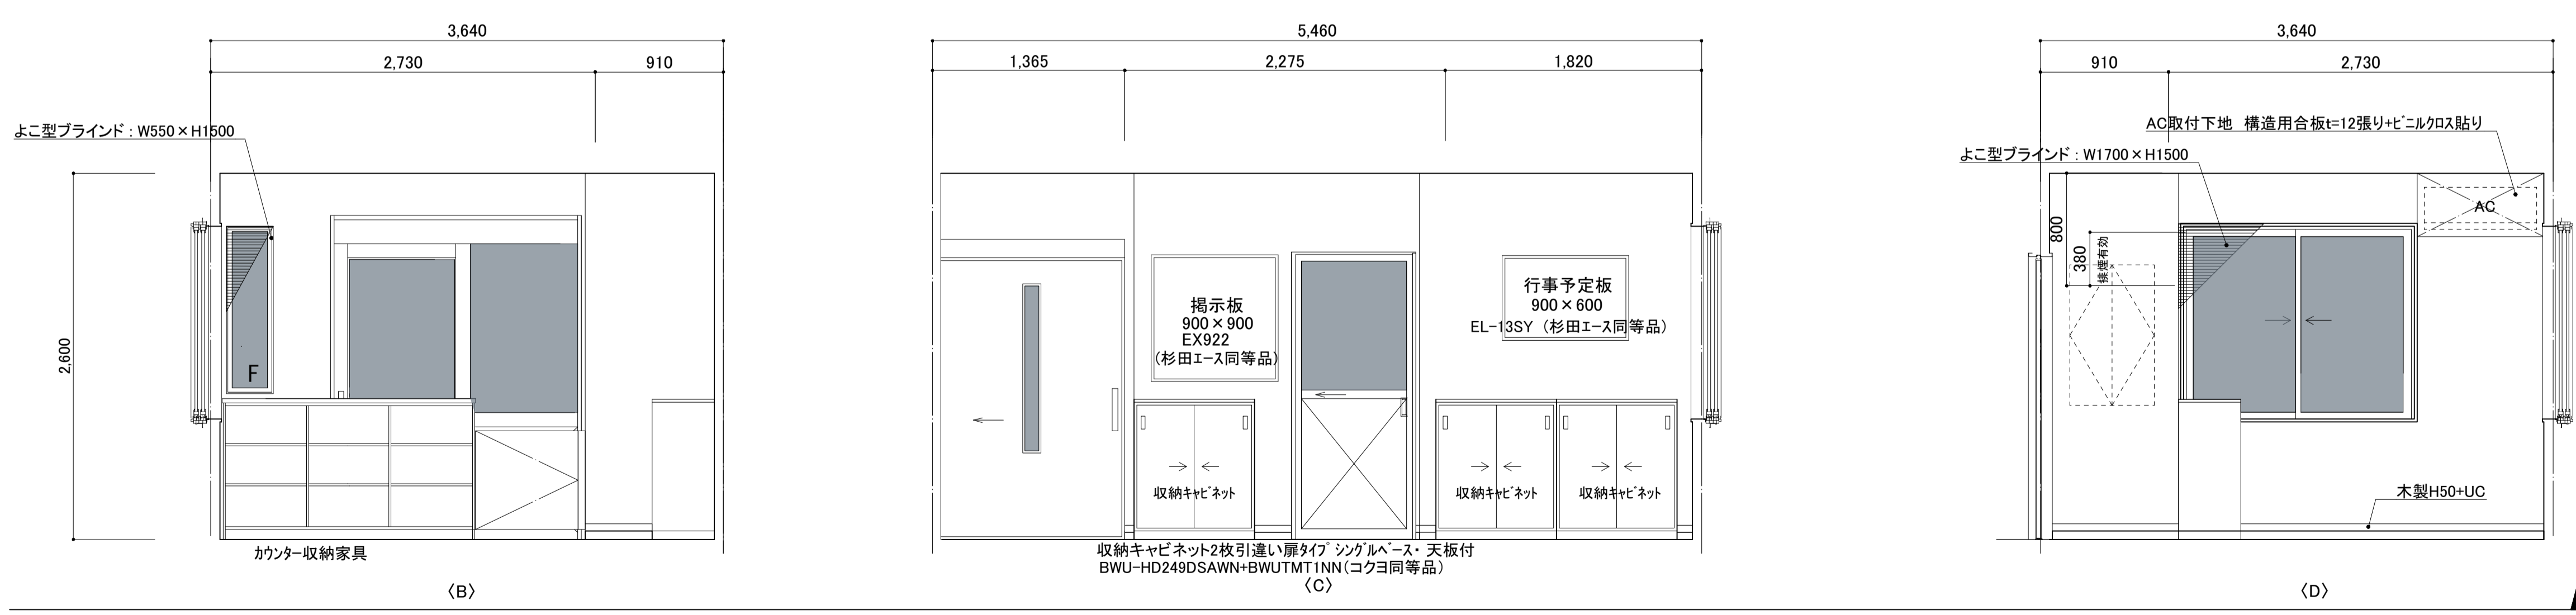 3,640
2,730
910
よこ型ブラインド：W550×H1500
2,600
F
カウンター収納家具
〈B〉
5,460
1,365
2,275
1,820
掲示板
900×900
EX922
(杉田エース同等品)
行事予定板
900×600
EL-13SY（杉田エース同等品）
収納キャビネット
収納キャビネット
収納キャビネット
収納キャビネット2枚引違い扉タイプ シングルベース・天板付
BWU-HD249DSAWN+BWUTMT1NN(コクヨ同等品)
〈C〉
3,640
910
2,730
AC取付下地　構造用合板t=12張り+ビニルクロス貼り
よこ型ブラインド：W1700×H1500
AC
800
380
排煙有効
木製H50+UC
〈D〉